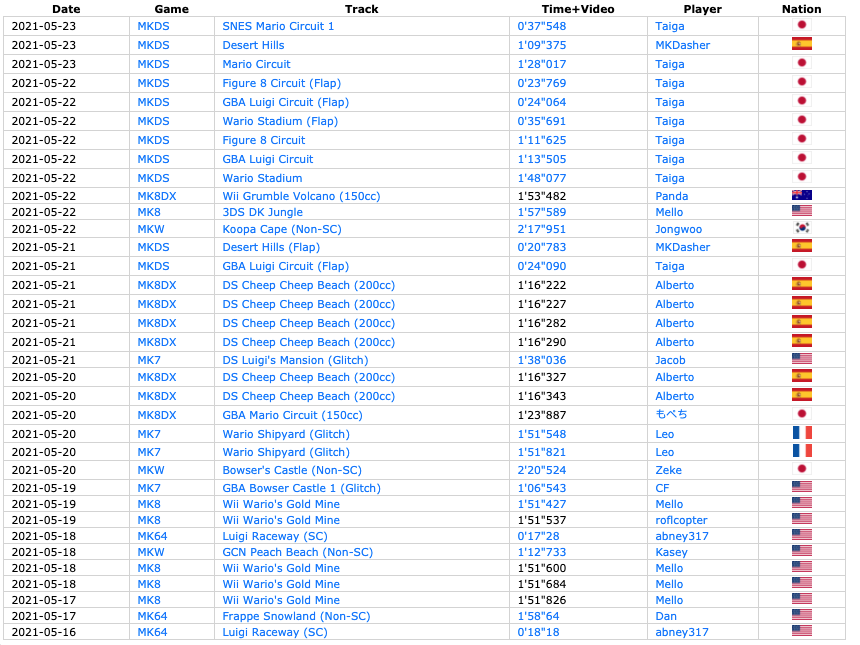 Date Game Track Time+Video Player Nation
2021-05-23 MKDS SNES Mario Circuit 1 0'37"548 Taiga
2021-05-23 MKDS Desert Hills 1'09"375 MKDasher
2021-05-23 MKDS Mario Circuit 1'28"017 Taiga
2021-05-22 MKDS Figure 8 Circuit (Flap) 0'23"769 Taiga
2021-05-22 MKDS GBA Luigi Circuit (Flap) 0'24"064 Taiga
2021-05-22 MKDS Wario Stadium (Flap) 0'35"691 Taiga
2021-05-22 MKDS Figure 8 Circuit 1'11"625 Taiga
2021-05-22 MKDS GBA Luigi Circuit 1'13"505 Taiga
2021-05-22 MKDS Wario Stadium 1'48"077 Taiga
2021-05-22 MK8DX Wii Grumble Volcano (150cc) 1'53"482 Panda
2021-05-22 MK8 3DS DK Jungle 1'57"589 Mello
2021-05-22 MKW Koopa Cape (Non-SC) 2'17"951 Jongwoo
2021-05-21 MKDS Desert Hills (Flap) 0'20"783 MKDasher
2021-05-21 MKDS GBA Luigi Circuit (Flap) 0'24"090 Taiga
2021-05-21 MK8DX DS Cheep Cheep Beach (200cc) 1'16"222 Alberto
2021-05-21 MK8DX DS Cheep Cheep Beach (200cc) 1'16"227 Alberto
2021-05-21 MK8DX DS Cheep Cheep Beach (200cc) 1'16"282 Alberto
2021-05-21 MK8DX DS Cheep Cheep Beach (200cc) 1'16"290 Alberto
2021-05-21 MK7 DS Luigi's Mansion (Glitch) 1'38"036 Jacob
2021-05-20 MK8DX DS Cheep Cheep Beach (200cc) 1'16"327 Alberto
2021-05-20 MK8DX DS Cheep Cheep Beach (200cc) 1'16"343 Alberto
2021-05-20 MK8DX GBA Mario Circuit (150cc) 1'23"887 もぺち
2021-05-20 MK7 Wario Shipyard (Glitch) 1'51"548 Leo
2021-05-20 MK7 Wario Shipyard (Glitch) 1'51"821 Leo
2021-05-20 MKW Bowser's Castle (Non-SC) 2'20"524 Zeke
2021-05-19 MK7 GBA Bowser Castle 1 (Glitch) 1'06"543 CF
2021-05-19 MK8 Wii Wario's Gold Mine 1'51"427 Mello
2021-05-19 MK8 Wii Wario's Gold Mine 1'51"537 roflcopter
2021-05-18 MK64 Luigi Raceway (SC) 0'17"28 abney317
2021-05-18 MKW GCN Peach Beach (Non-SC) 1'12"733 Kasey
2021-05-18 MK8 Wii Wario's Gold Mine 1'51"600 Mello
2021-05-18 MK8 Wii Wario's Gold Mine 1'51"684 Mello
2021-05-17 MK8 Wii Wario's Gold Mine 1'51"826 Mello
2021-05-17 MK64 Frappe Snowland (Non-SC) 1'58"64 Dan
2021-05-16 MK64 Luigi Raceway (SC) 0'18"18 abney317